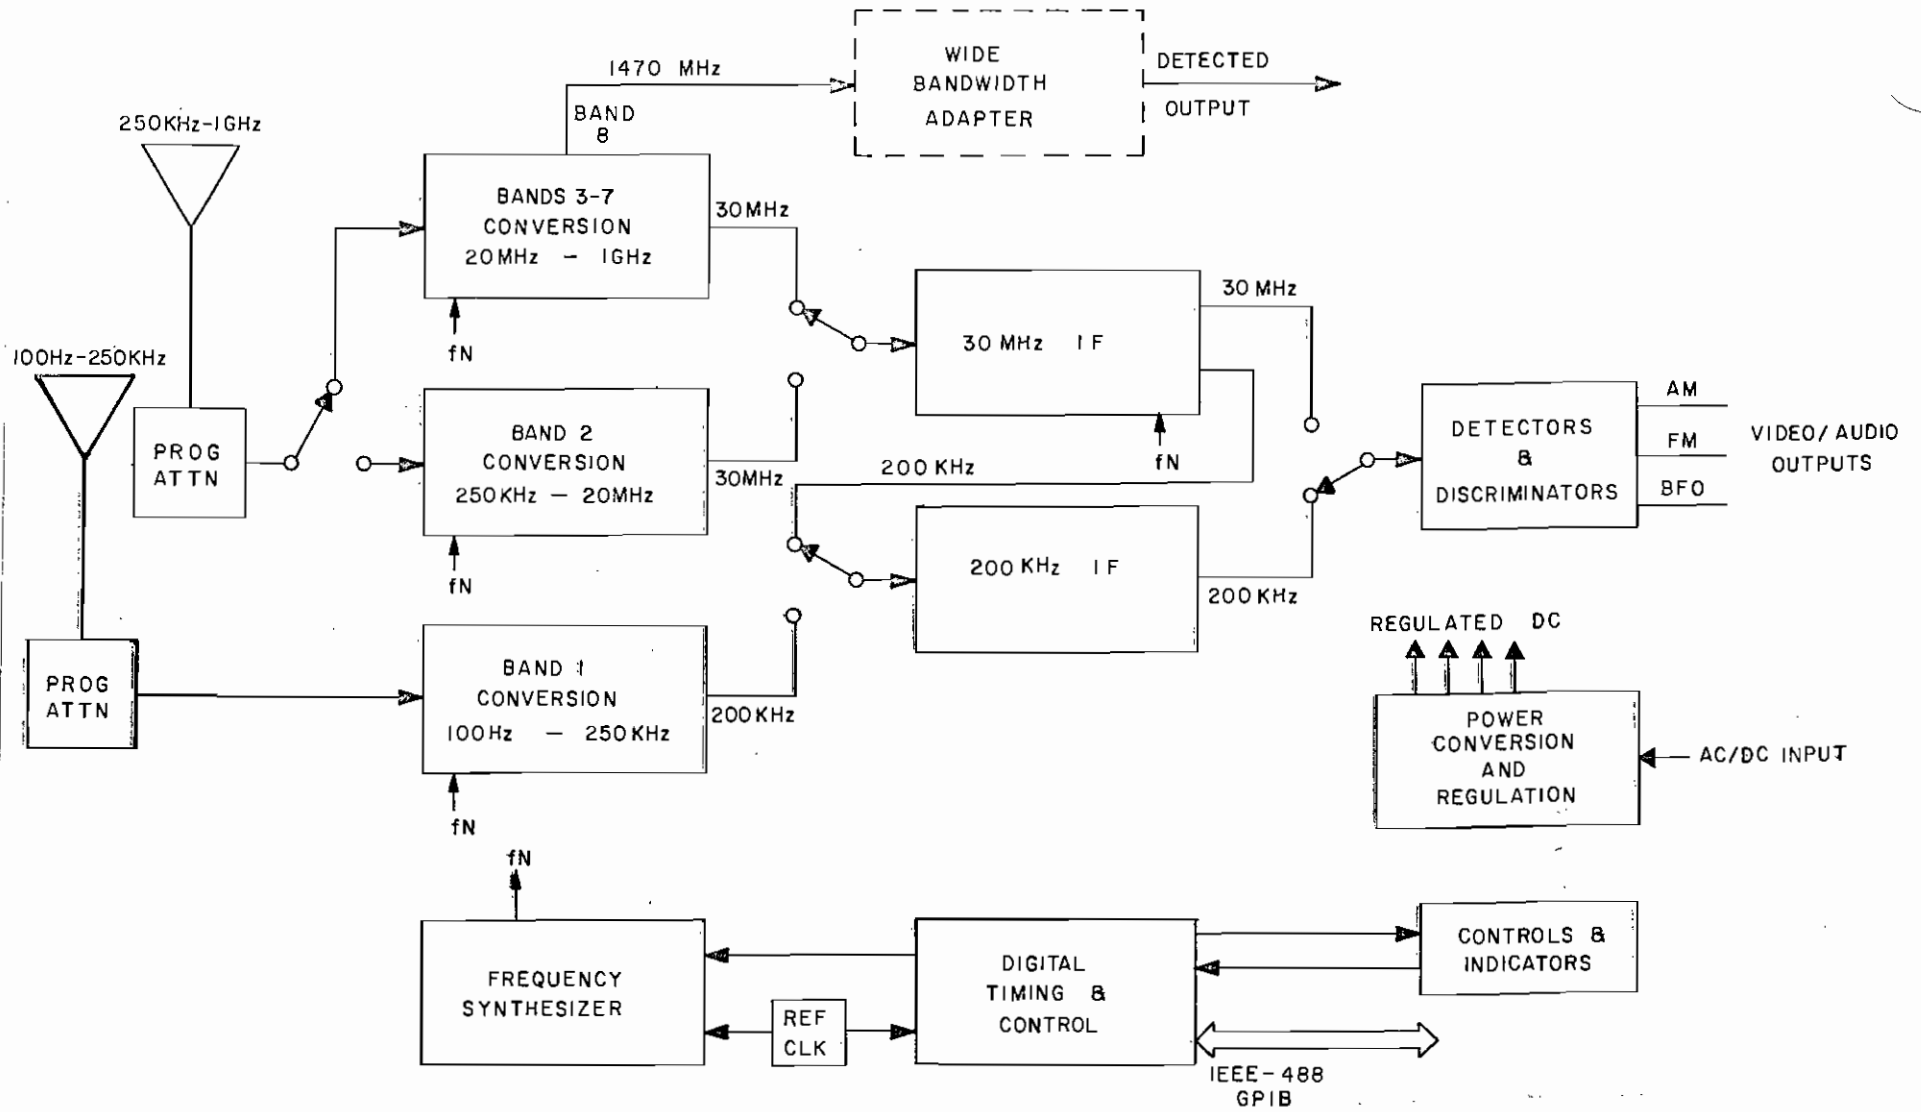 WIDE
BANDWIDTH
ADAPTER
DETECTED
OUTPUT
1470 MHz
BAND
8
250KHz-1GHz
BANDS 3-7
CONVERSION
20MHz - 1GHz
30MHz
fN
30 MHz IF
30 MHz
fN
200 KHz
100Hz-250KHz
PROG
ATTN
BAND 2
CONVERSION
250KHz - 20MHz
30MHz
fN
DETECTORS
&
DISCRIMINATORS
AM
FM
BFO
VIDEO/AUDIO
OUTPUTS
200 KHz IF
200 KHz
PROG
ATTN
BAND 1
CONVERSION
100Hz - 250KHz
200KHz
fN
REGULATED DC
POWER
CONVERSION
AND
REGULATION
AC/DC INPUT
fN
FREQUENCY
SYNTHESIZER
REF
CLK
DIGITAL
TIMING &
CONTROL
CONTROLS &
INDICATORS
IEEE-488
GPIB